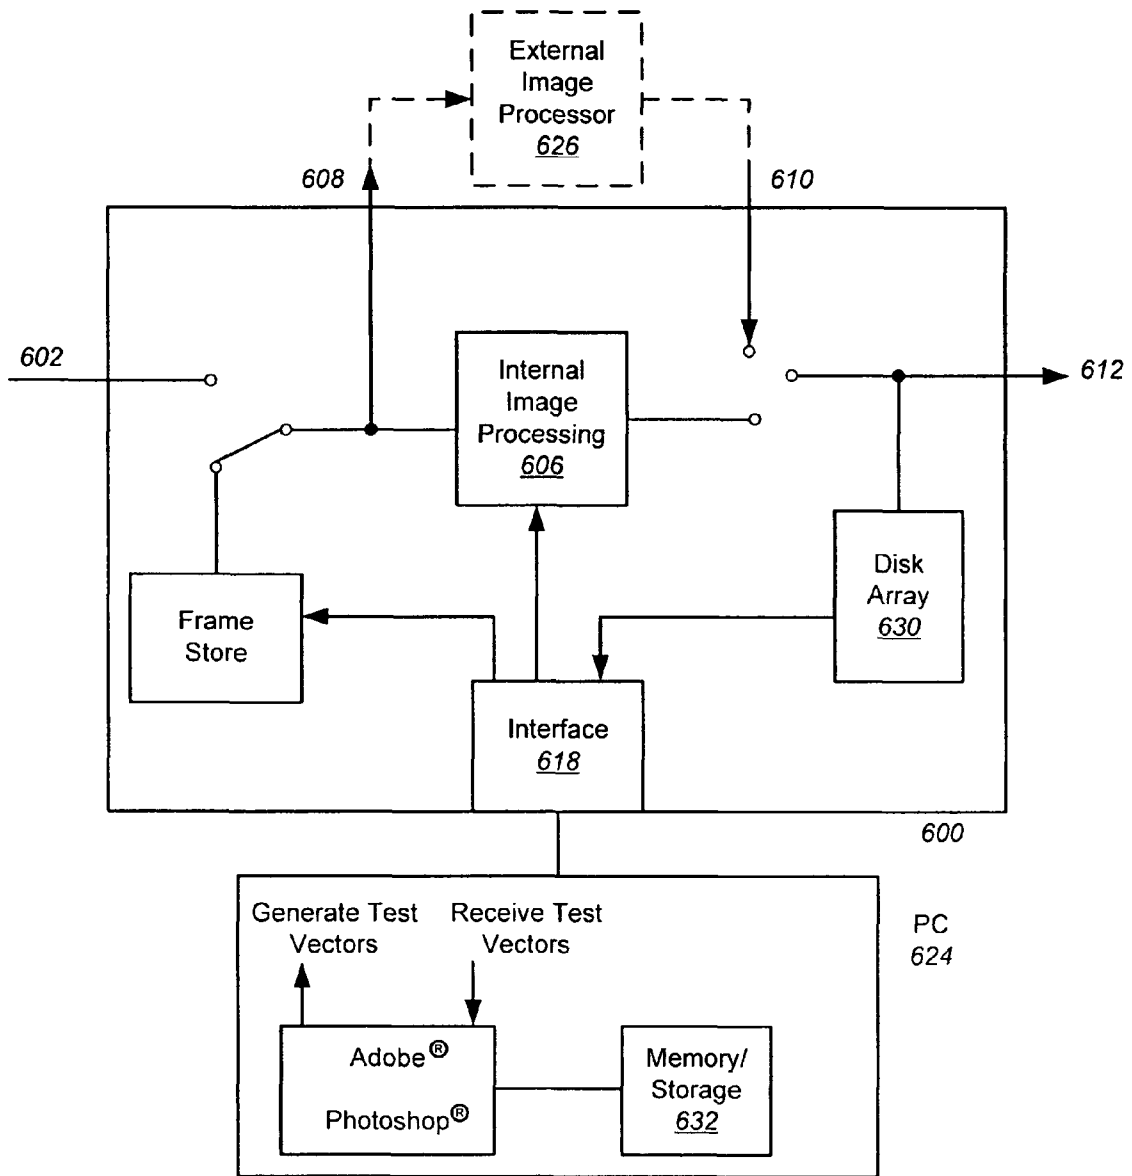 External
Image
Processor
626
608
610
602
Internal
Image
Processing
606
612
Disk
Array
630
Frame
Store
Interface
618
600
Generate Test
Vectors
Receive Test
Vectors
PC
624
Adobe®
Photoshop®
Memory/
Storage
632